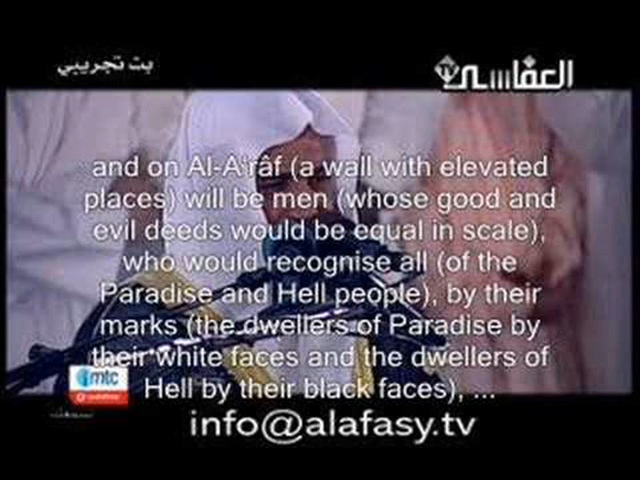 بث تجريبي
العفاسي TV
and on Al-A'râf (a wall with elevated
places) will be men (whose good and
evil deeds would be equal in scale),
who would recognise all (of the
Paradise and Hell people), by their
marks (the dwellers of Paradise by
their white faces and the dwellers of
Hell by their black faces), ...
mtc
vodafone
info@alafasy.tv